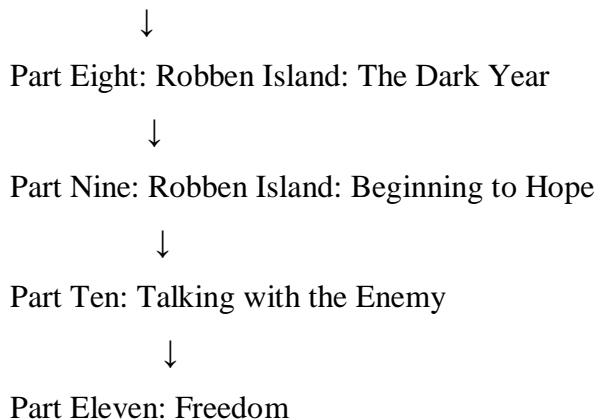 ↓
Part Eight: Robben Island: The Dark Year
↓
Part Nine: Robben Island: Beginning to Hope
↓
Part Ten: Talking with the Enemy
↓
Part Eleven: Freedom